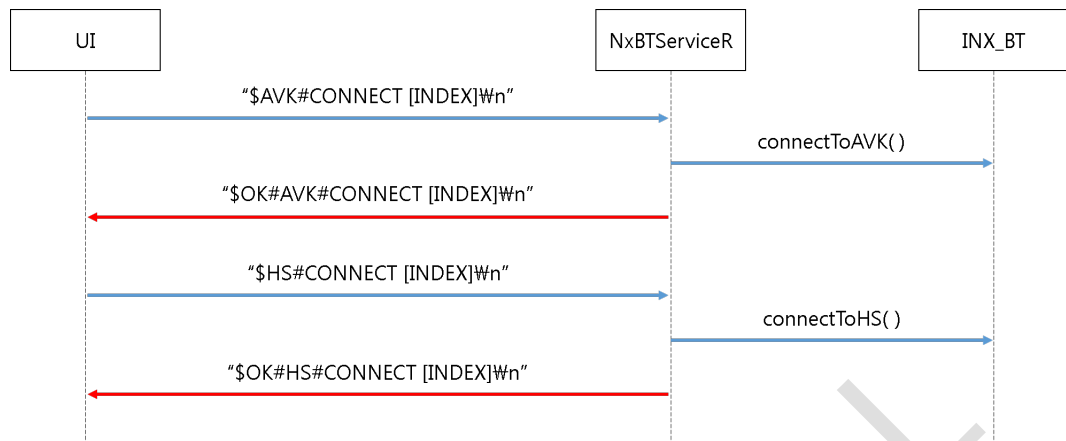 UI
NxBTServiceR
INX_BT
“$AVK#CONNECT [INDEX]₩n”
connectToAVK( )
“$OK#AVK#CONNECT [INDEX]₩n”
“$HS#CONNECT [INDEX]₩n”
connectToHS( )
“$OK#HS#CONNECT [INDEX]₩n”